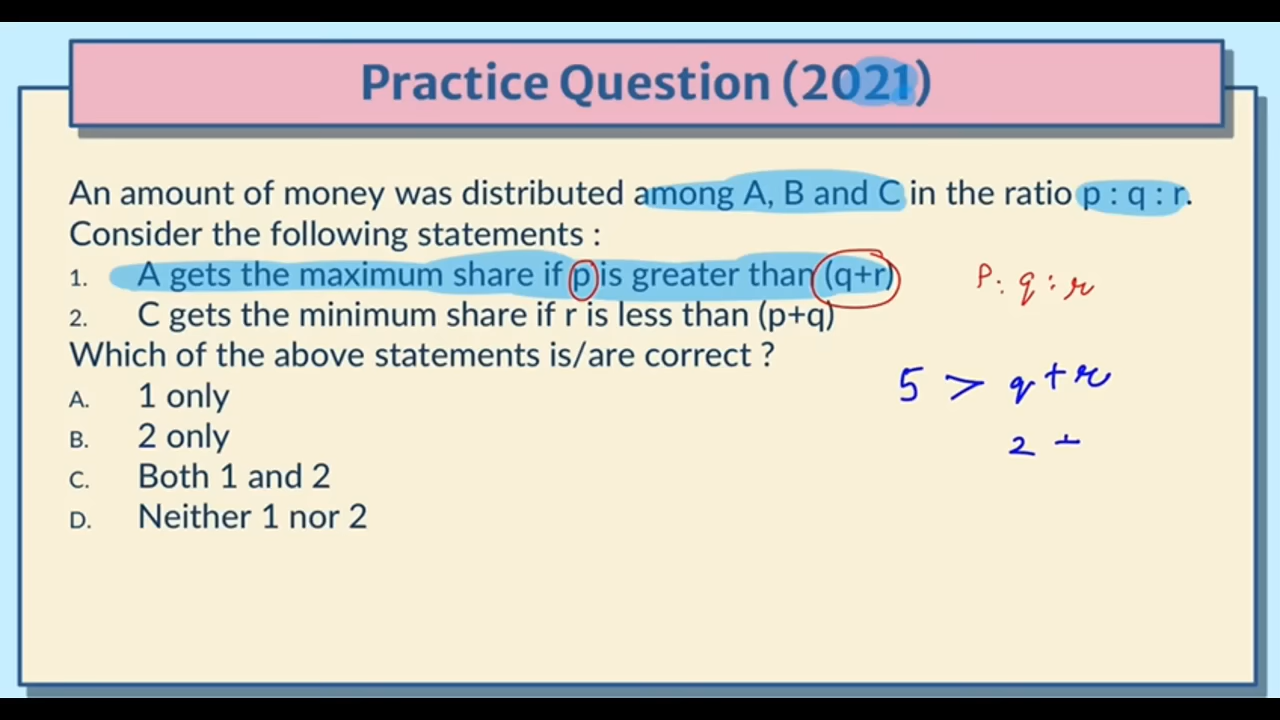 Practice Question (2021)
An amount of money was distributed among A, B and C in the ratio p : q : r.
Consider the following statements :
1. A gets the maximum share if p is greater than (q+r)
2. C gets the minimum share if r is less than (p+q)
Which of the above statements is/are correct ?
A. 1 only
B. 2 only
C. Both 1 and 2
D. Neither 1 nor 2
P : q : r
5 > q + r
2 +